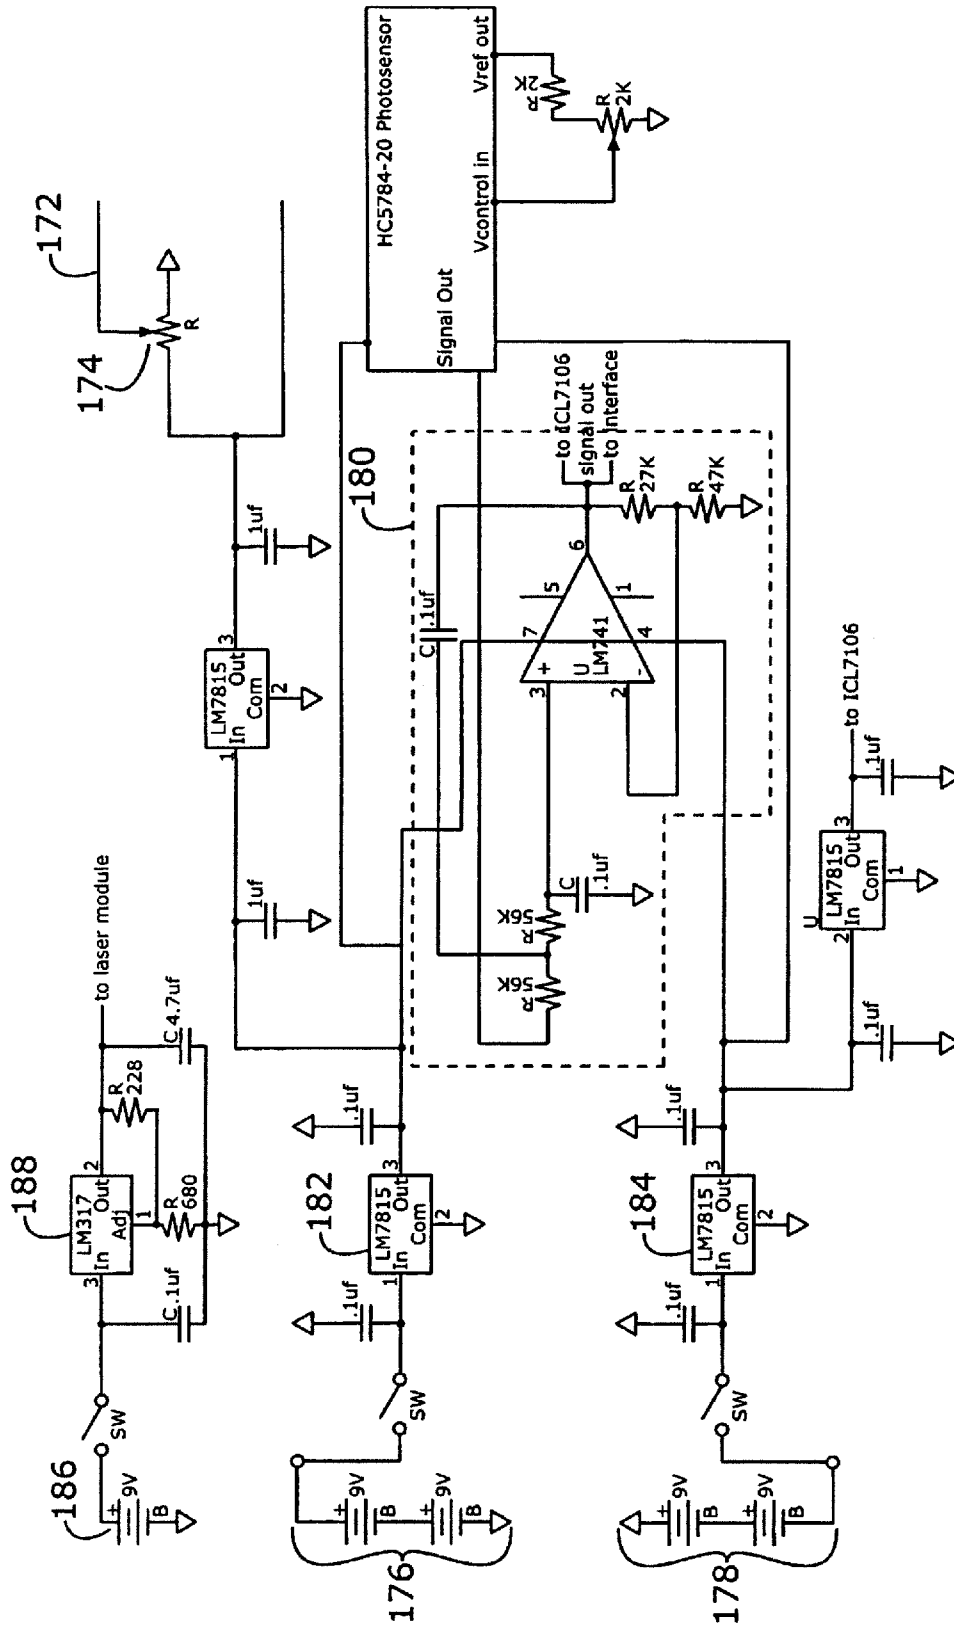 186
+
9V
B
SW
188
LM317
3 In
Out 2
Adj
1
R
680
R
228
C .1uf
C 4.7uf
to laser module
1uf
LM7815
1 In
Out 3
Com
2
.1uf
174
R
172
176
+
9V
B
+
9V
B
SW
.1uf
182
LM7815
1 In
Out 3
Com
2
.1uf
180
R
56K
R
56K
C
.1uf
C .1uf
3 +
2 -
U
LM741
7
5
6
4
1
to ICL7106
signal out
to Interface
R
27K
R
47K
HC5784-20 Photosensor
Signal Out
Vcontrol in
Vref out
R
2K
R
2K
178
+
9V
B
+
9V
B
SW
.1uf
184
LM7815
1 In
Out 3
Com
2
.1uf
.1uf
U
LM7815
2 In
Out 3
Com
1
.1uf
to ICL7106